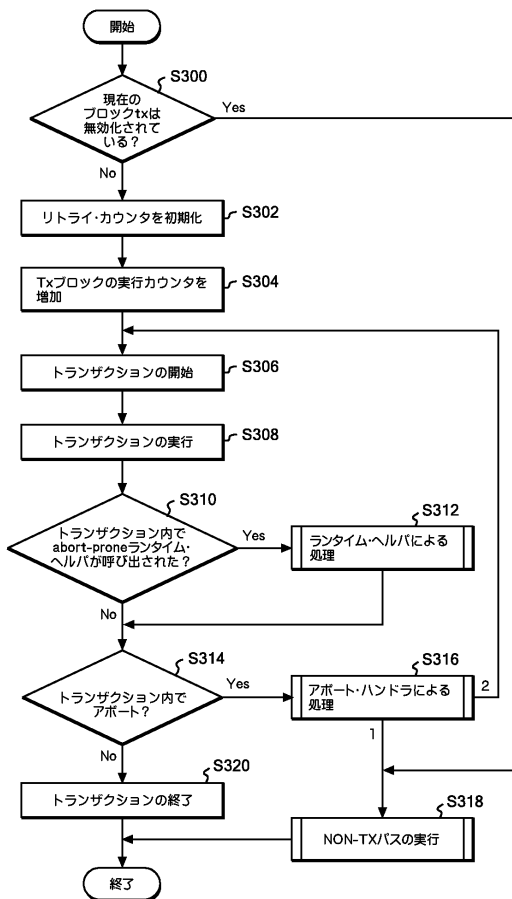 開始
S300
現在の
ブロックtxは
無効化されて
いる？
Yes
No
リトライ・カウンタを初期化
S302
Txブロックの実行カウンタを
増加
S304
トランザクションの開始
S306
トランザクションの実行
S308
S310
トランザクション内で
abort-proneランタイム・
ヘルパが呼び出された？
Yes
No
S312
ランタイム・ヘルパによる
処理
S314
トランザクション内で
アボート？
Yes
No
S316
アボート・ハンドラによる
処理
2
1
S320
トランザクションの終了
S318
NON-TXパスの実行
終了